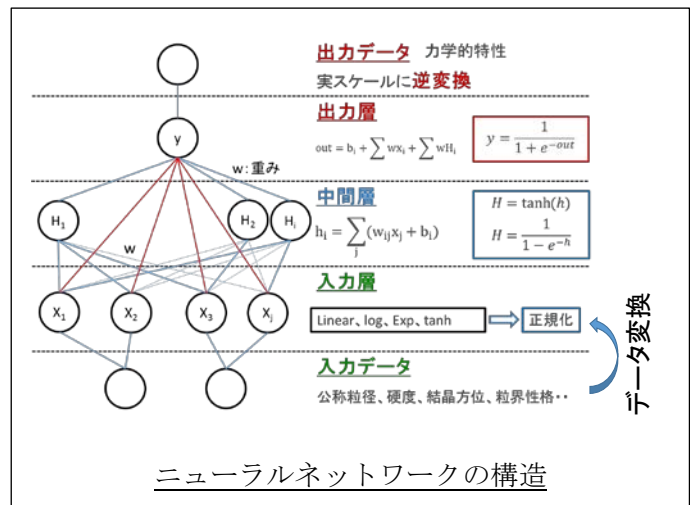 出力データ 力学的特性
実スケールに逆変換
出力層
y
out = b_i + ∑wx_i + ∑wH_i
y = 1 / (1 + e^{-out})
w：重み
中間層
H_1
H_2
H_i
h_i = ∑_j (w_{ij}x_j + b_i)
H = tanh(h)
H = 1 / (1 − e^{-h})
w
入力層
X_1
X_2
X_3
X_j
Linear、log、Exp、tanh
正規化
データ変換
入力データ
公称粒径、硬度、結晶方位、粒界性格・・
ニューラルネットワークの構造